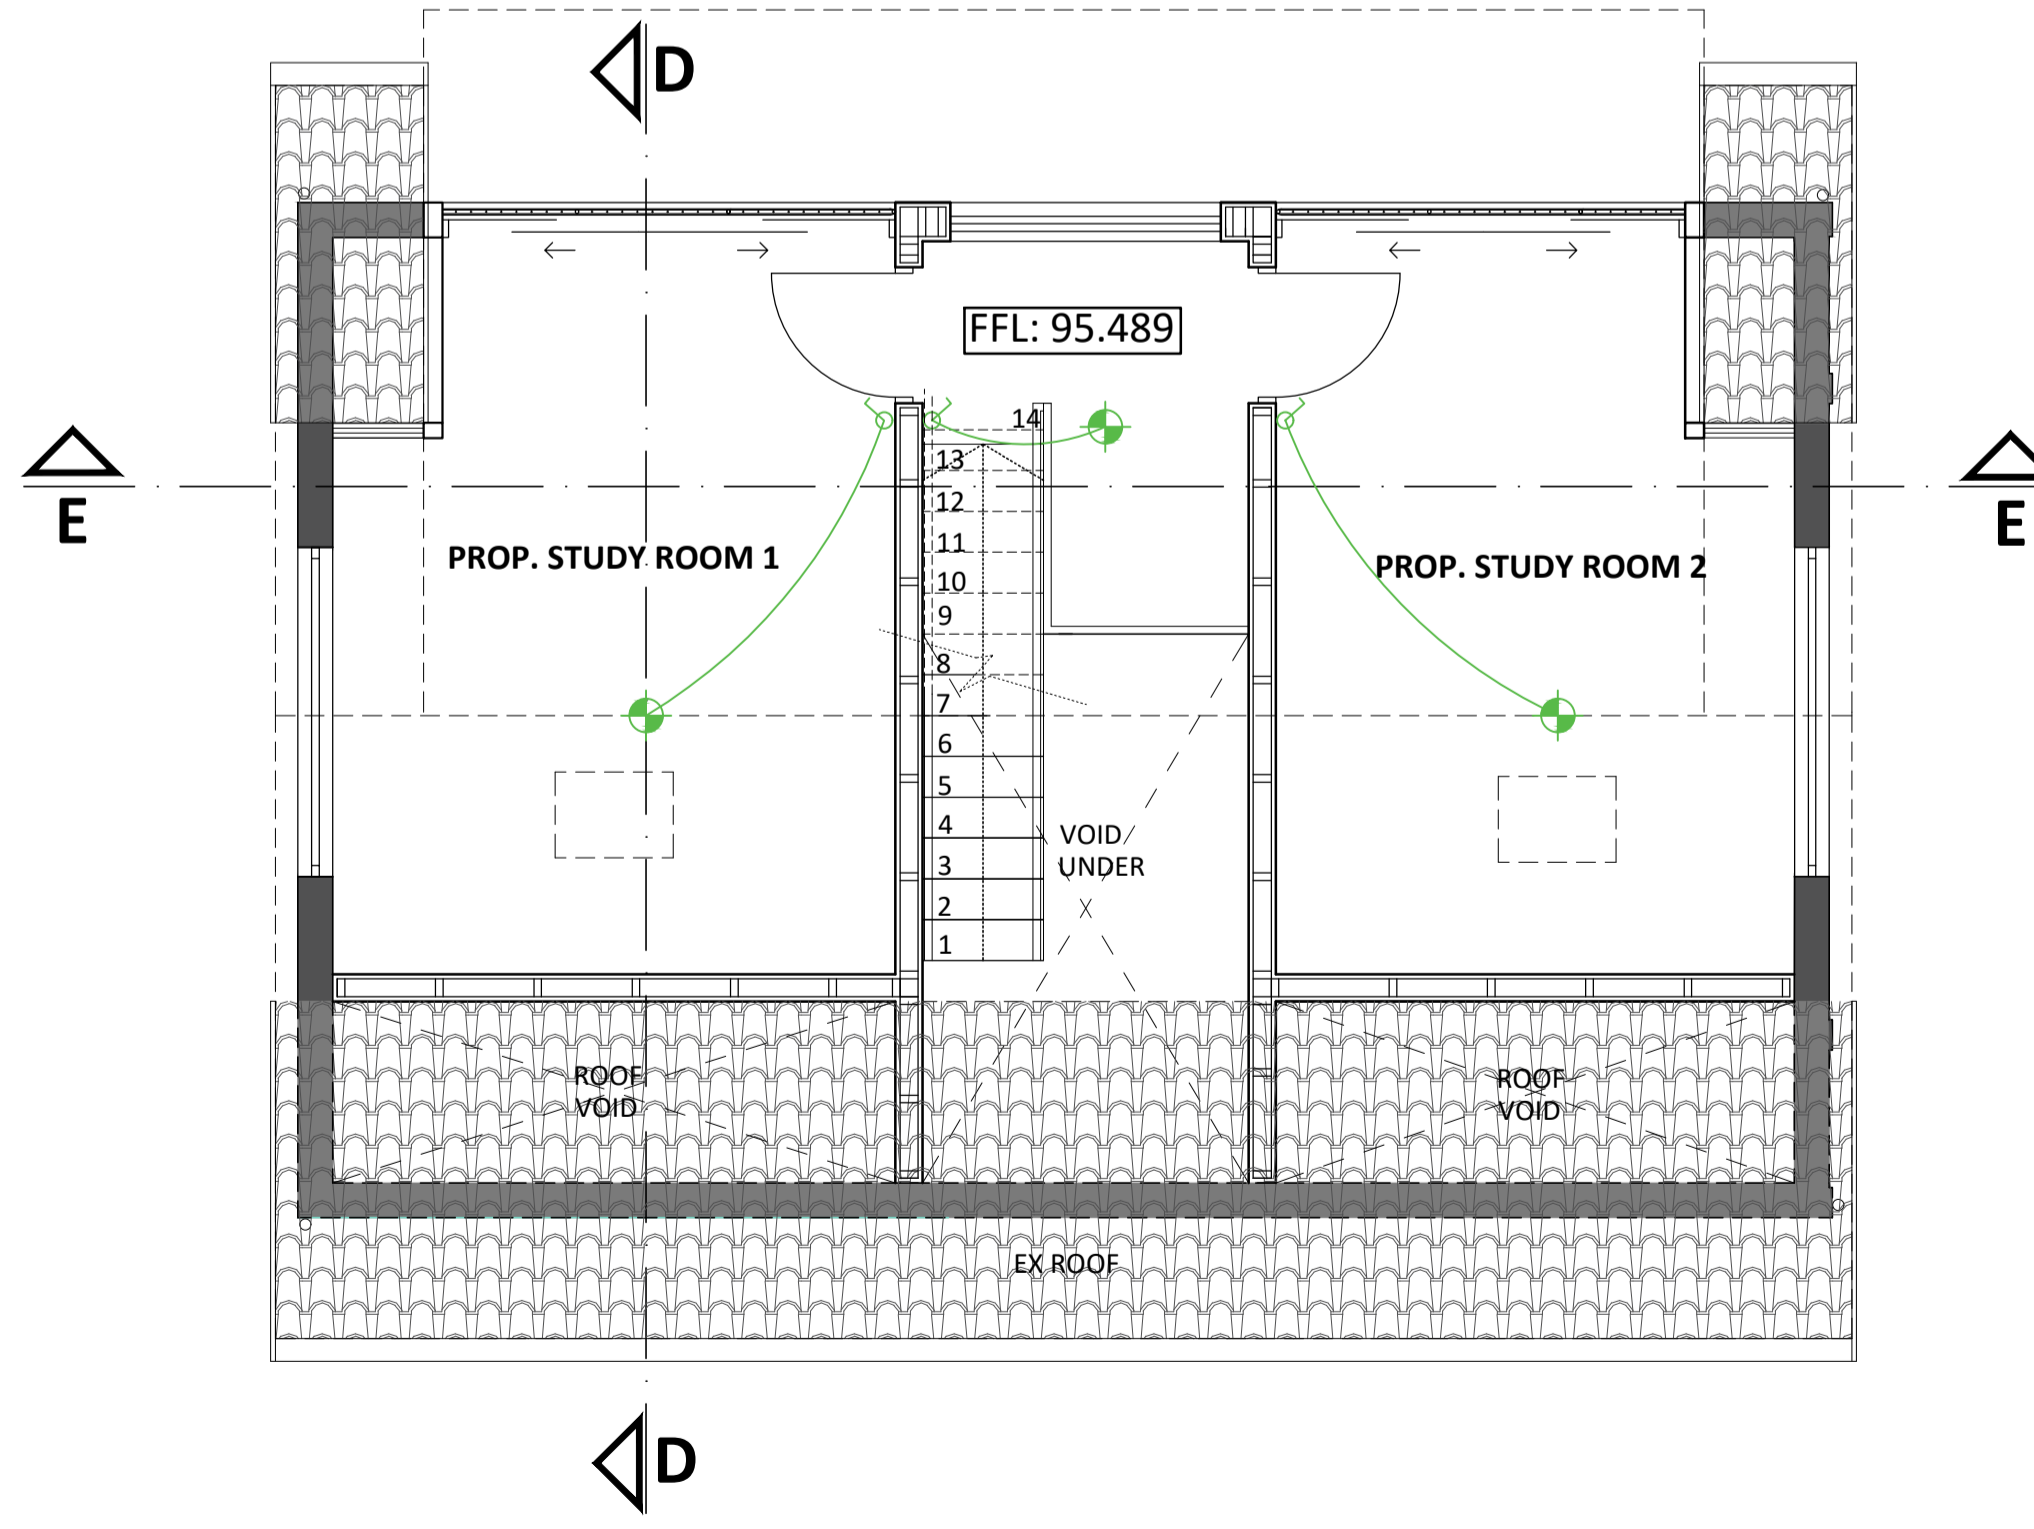 D
FFL: 95.489
14
13
12
11
10
9
8
7
6
5
4
3
2
1
E
E
PROP. STUDY ROOM 1
PROP. STUDY ROOM 2
VOID
UNDER
ROOF
VOID
ROOF
VOID
EX ROOF
D